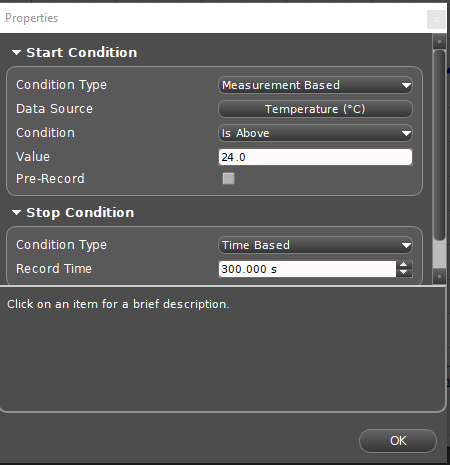 Properties
Start Condition
Condition Type Measurement Based
Data Source Temperature (°C)
Condition Is Above
Value 24.0
Pre-Record
Stop Condition
Condition Type Time Based
Record Time 300.000 s
Click on an item for a brief description.
OK